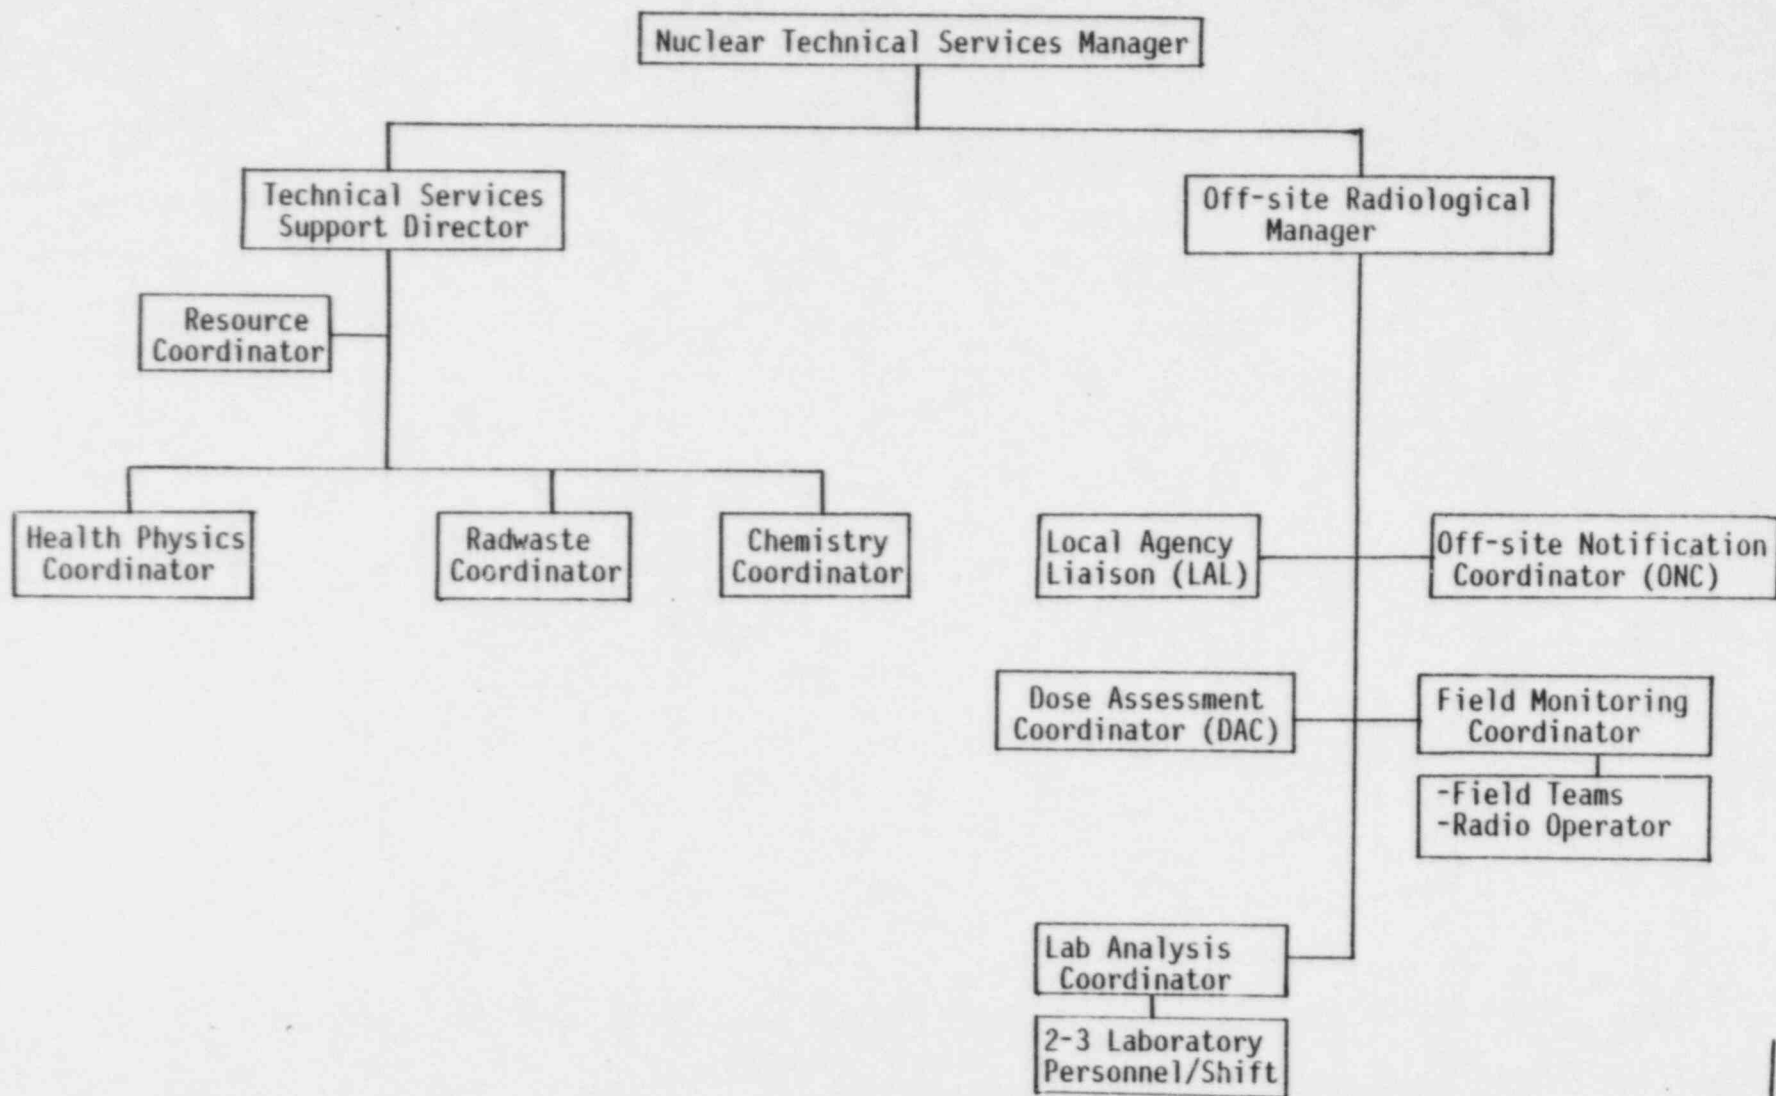 Nuclear Technical Services Manager
Technical Services
Support Director
Off-site Radiological
Manager
Resource
Coordinator
Health Physics
Coordinator
Radwaste
Coordinator
Chemistry
Coordinator
Local Agency
Liaison (LAL)
Off-site Notification
Coordinator (ONC)
Dose Assessment
Coordinator (DAC)
Field Monitoring
Coordinator
-Field Teams
-Radio Operator
Lab Analysis
Coordinator
2-3 Laboratory
Personnel/Shift